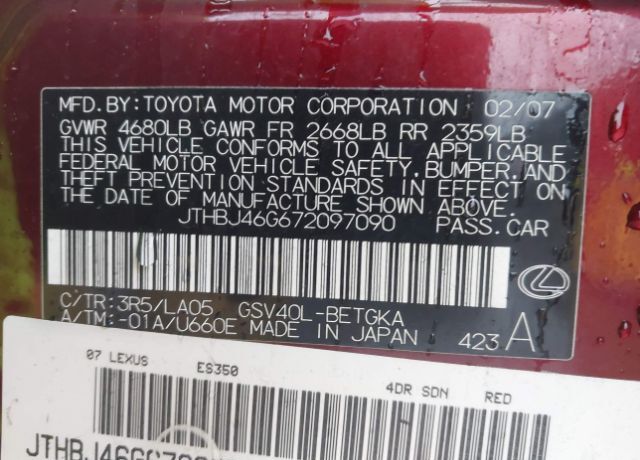 MFD.BY:TOYOTA MOTOR CORPORATION 02/07
GVWR 4680LB GAWR FR 2668LB RR 2359LB
THIS VEHICLE CONFORMS TO ALL APPLICABLE
FEDERAL MOTOR VEHICLE SAFETY,BUMPER,AND
THEFT PREVENTION STANDARDS IN EFFECT ON
THE DATE OF MANUFACTURE SHOWN ABOVE.
JTHBJ46G672097090 PASS.CAR
C/TR:3R5/LA05 GSV40L-BETGKA
A/TM:-01A/U660E MADE IN JAPAN 423 A
07 LEXUS ES350 4DR SDN RED